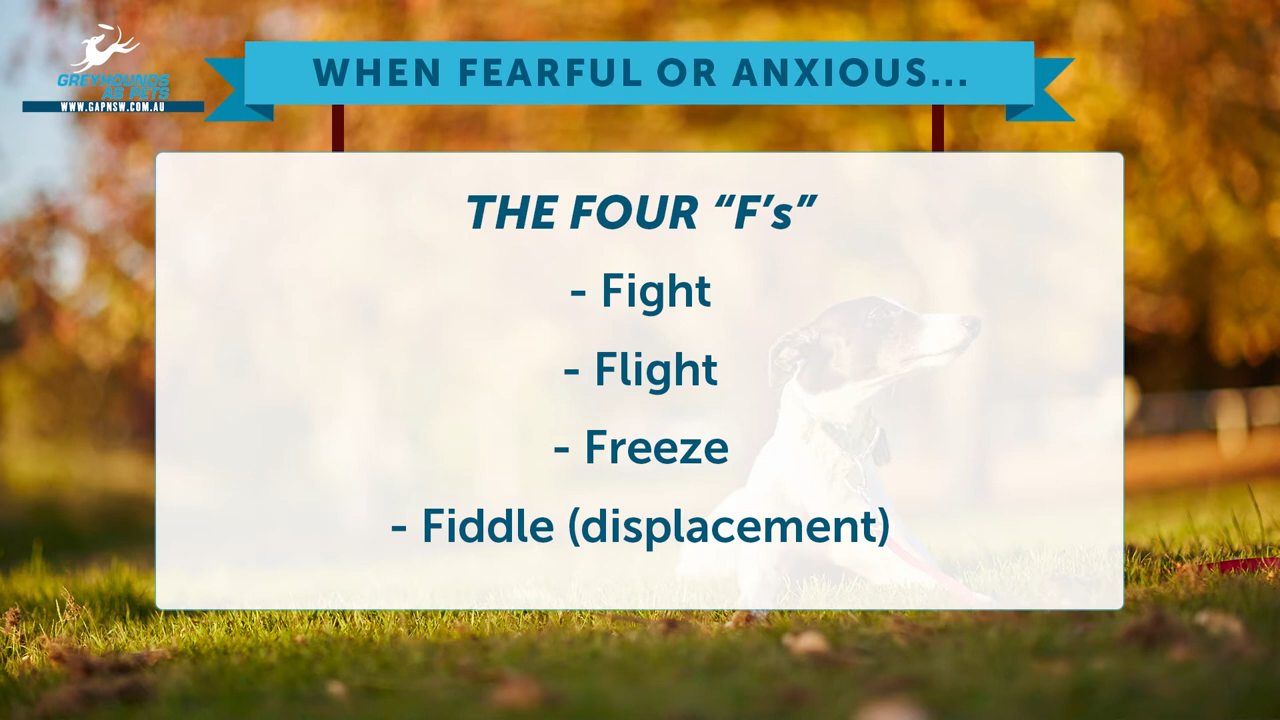 GREYHOUNDS
AS PETS
WWW.GAPNSW.COM.AU
WHEN FEARFUL OR ANXIOUS...
THE FOUR “F’s”
- Fight
- Flight
- Freeze
- Fiddle (displacement)